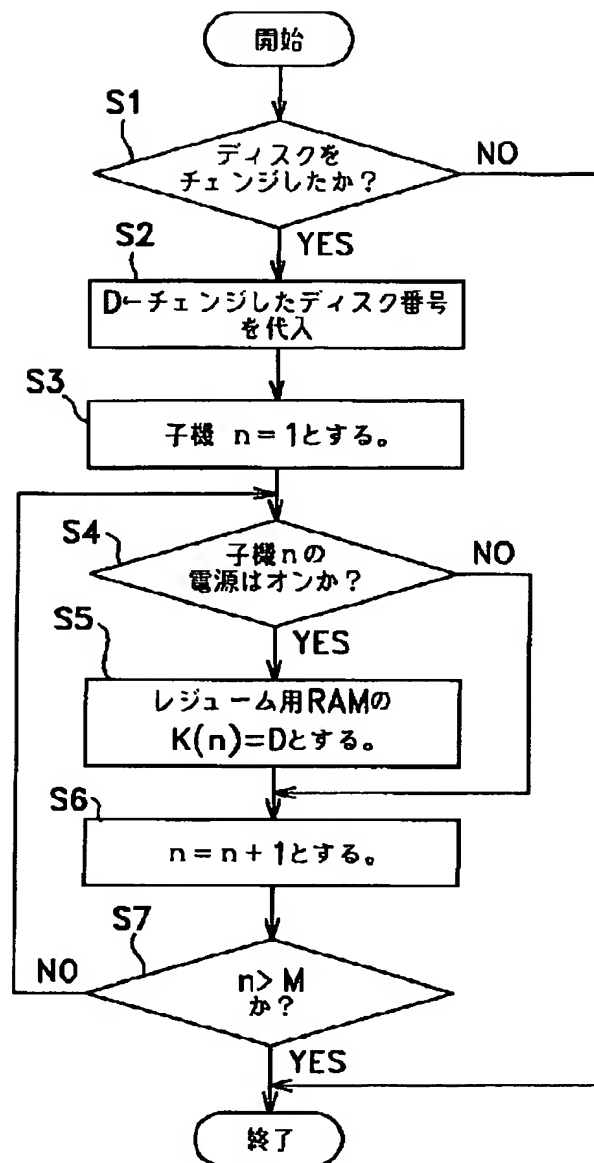 開始
S1
ディスクを
チェンジしたか?
NO
YES
S2
D←チェンジしたディスク番号
を代入
S3
子機 n=1とする。
S4
子機nの
電源はオンか?
NO
YES
S5
レジューム用RAMの
K(n)=Dとする。
S6
n=n+1とする。
S7
n>M
か?
NO
YES
終了